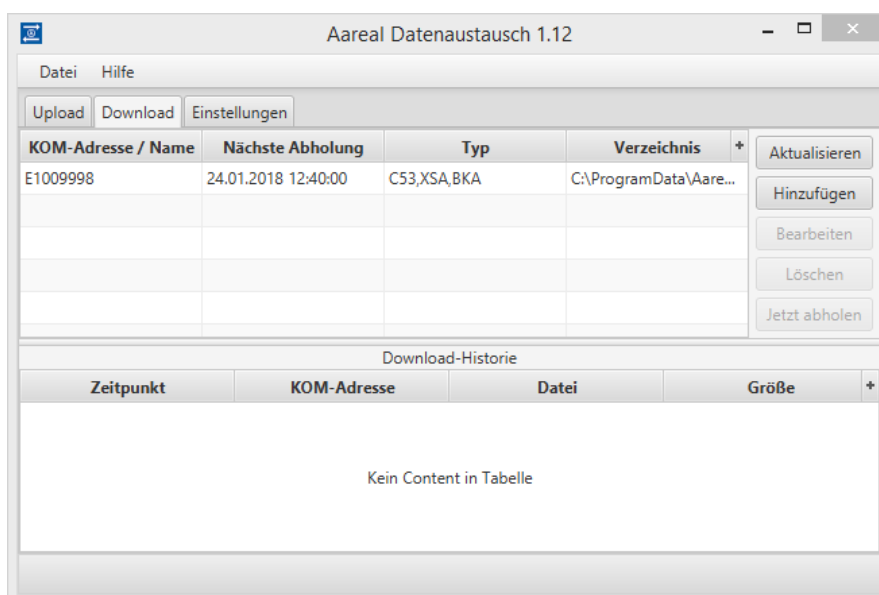 Aareal Datenaustausch 1.12
Datei Hilfe
Upload Download Einstellungen
KOM-Adresse / Name Nächste Abholung Typ Verzeichnis +
E1009998 24.01.2018 12:40:00 C53,XSA,BKA C:\ProgramData\Aare...
Aktualisieren
Hinzufügen
Bearbeiten
Löschen
Jetzt abholen
Download-Historie
Zeitpunkt KOM-Adresse Datei Größe +
Kein Content in Tabelle